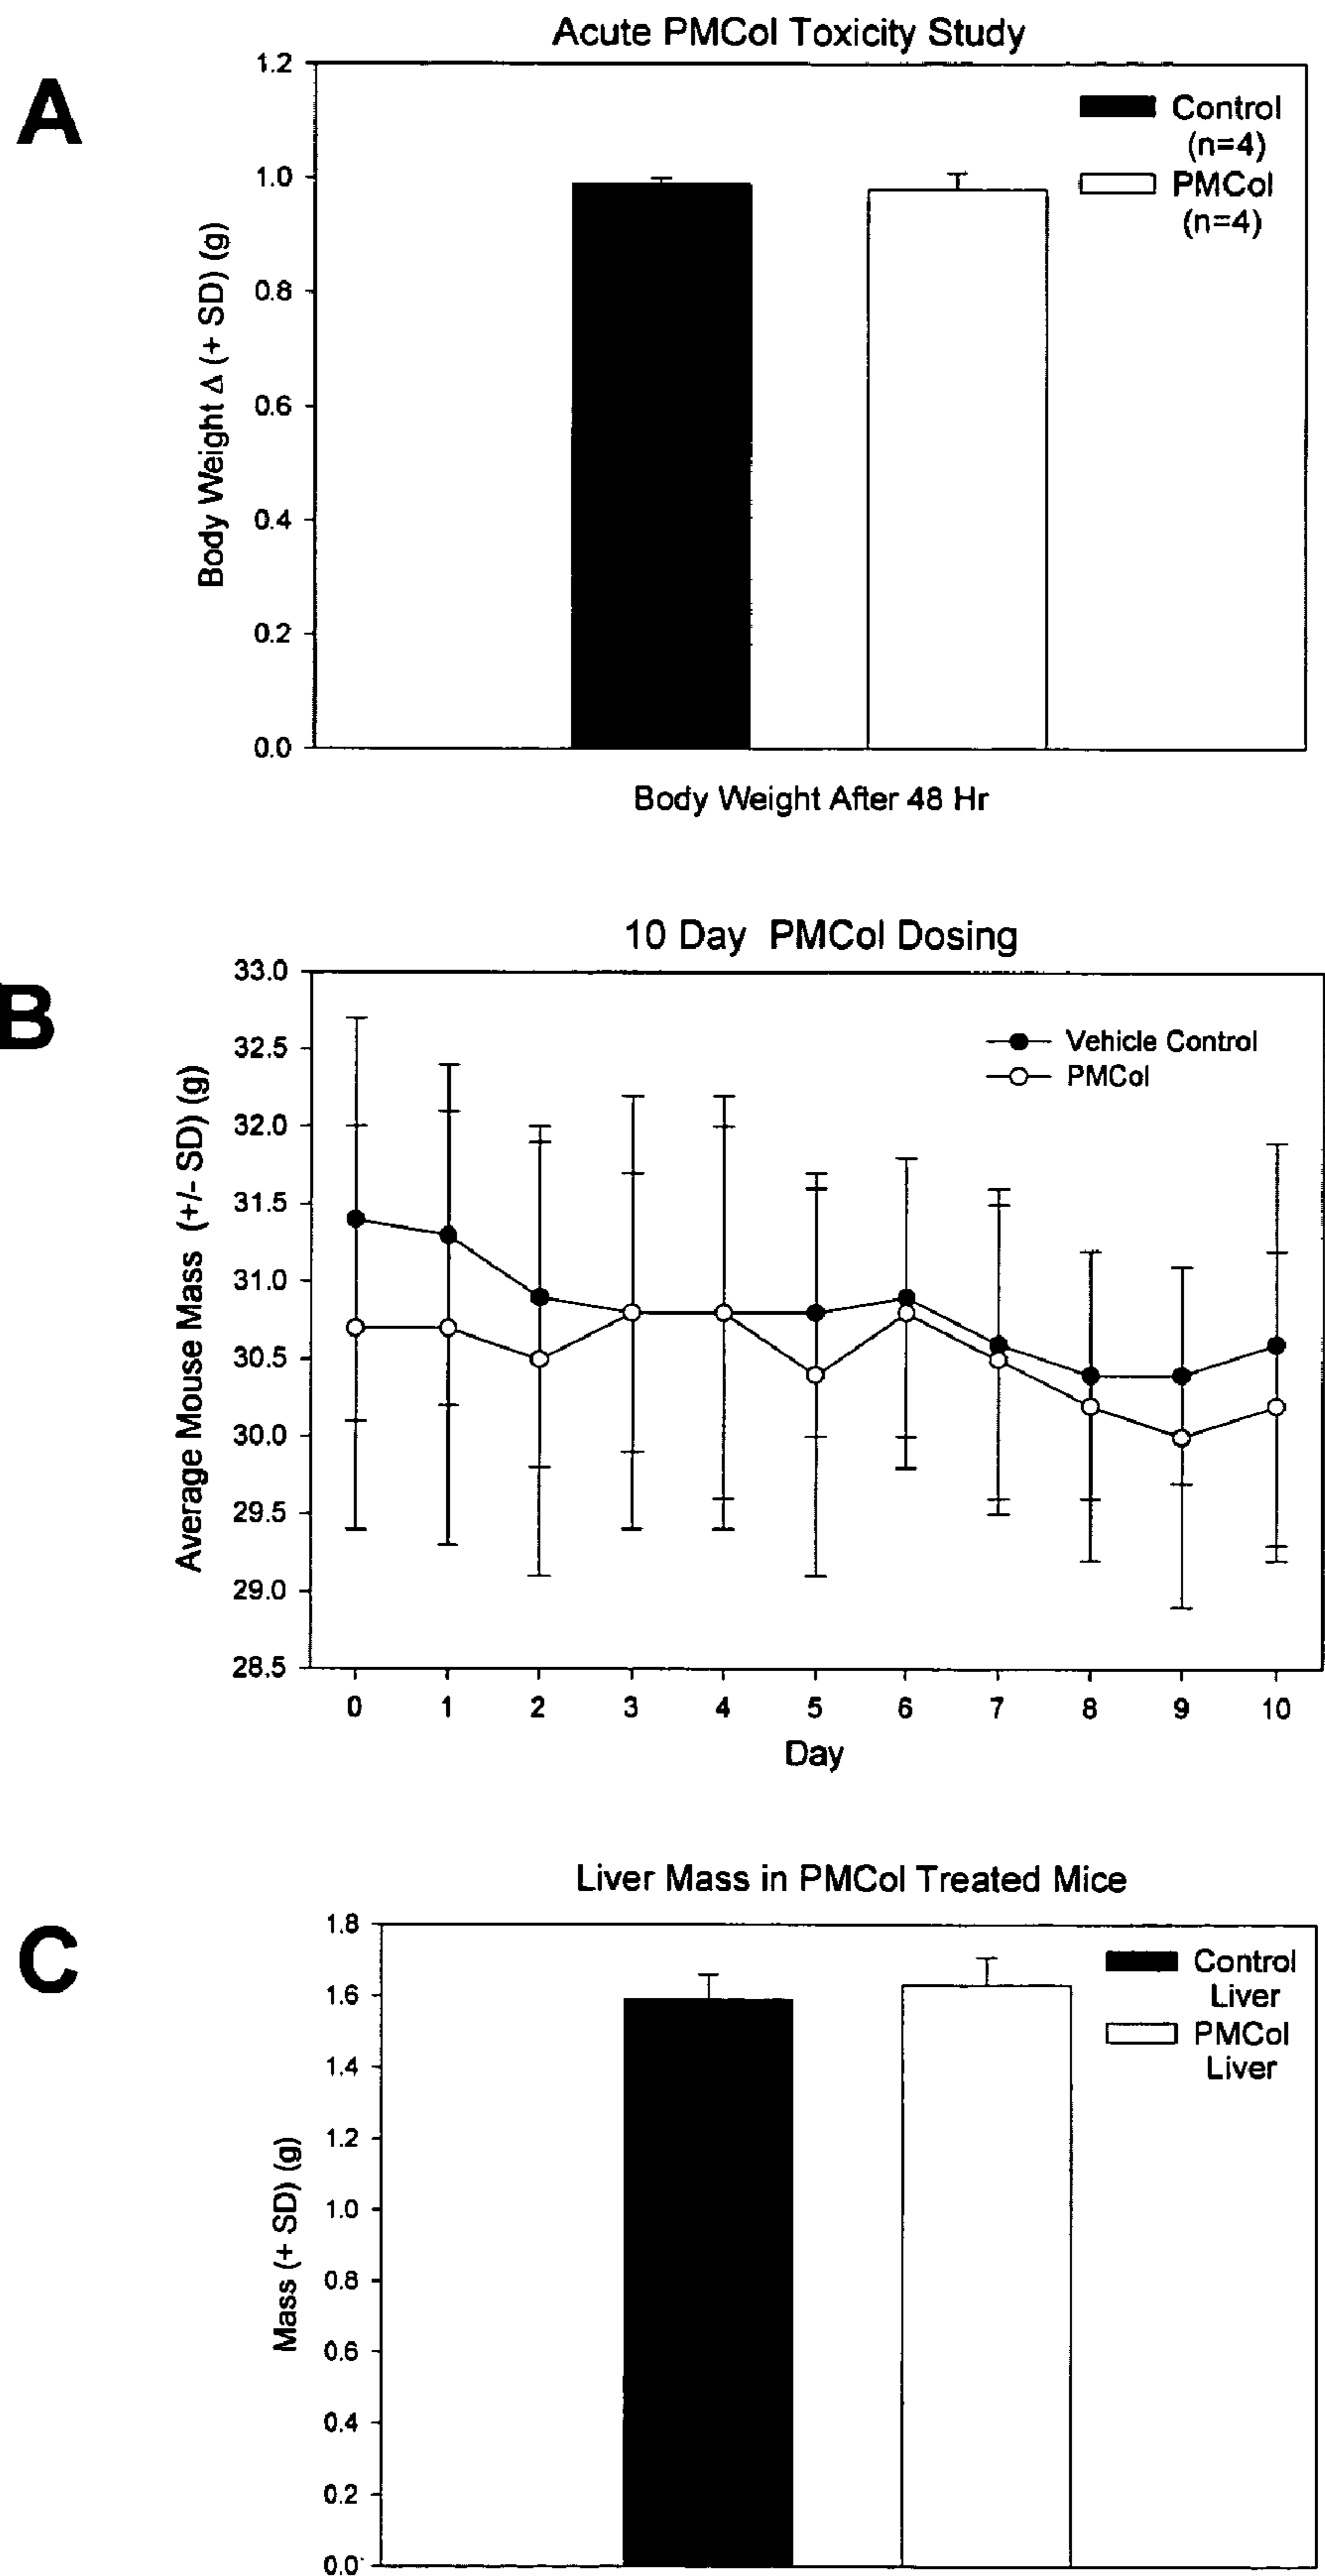 A
Acute PMCol Toxicity Study
1.2
1.0
0.8
0.6
0.4
0.2
0.0
Body Weight Δ (+ SD) (g)
Control
(n=4)
PMCol
(n=4)
Body Weight After 48 Hr
B
10 Day PMCol Dosing
33.0
32.5
32.0
31.5
31.0
30.5
30.0
29.5
29.0
28.5
Average Mouse Mass (+/- SD) (g)
Vehicle Control
PMCol
0 1 2 3 4 5 6 7 8 9 10
Day
C
Liver Mass in PMCol Treated Mice
1.8
1.6
1.4
1.2
1.0
0.8
0.6
0.4
0.2
0.0
Mass (+ SD) (g)
Control
Liver
PMCol
Liver